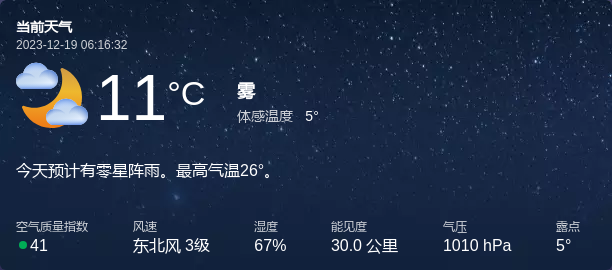 当前天气
2023-12-19 06:16:32
11°C
雾
体感温度 5°
今天预计有零星阵雨。最高气温26°。
空气质量指数 风速 湿度 能见度 气压 露点
41 东北风 3级 67% 30.0 公里 1010 hPa 5°